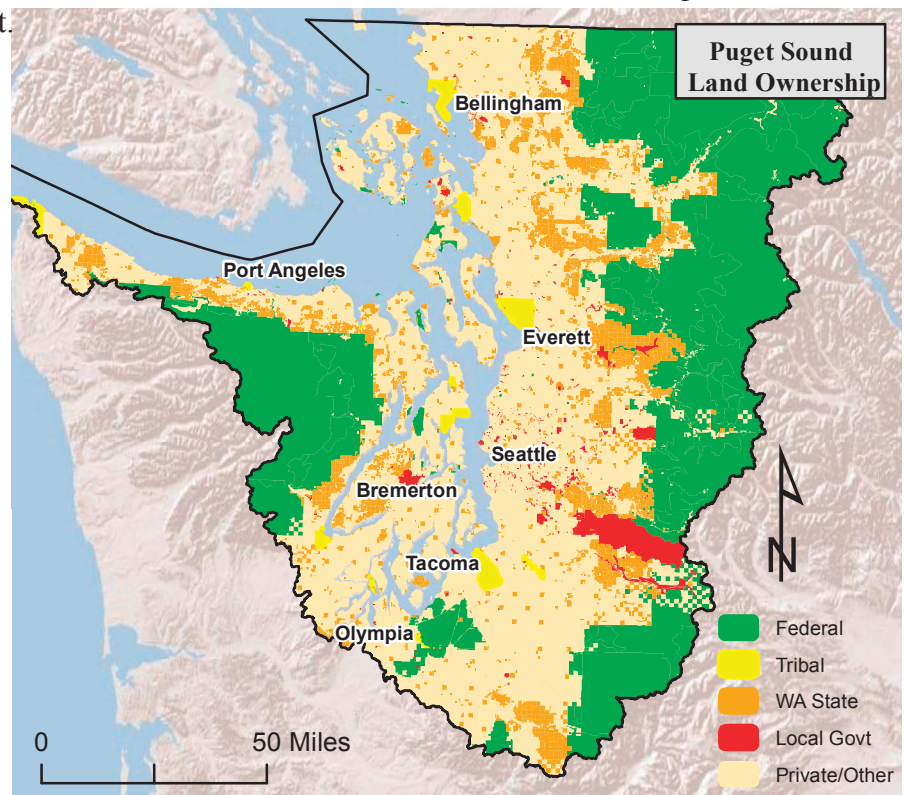 t.
Puget Sound
Land Ownership
Bellingham
Port Angeles
Everett
Seattle
Bremerton
Tacoma
Olympia
N
Federal
Tribal
WA State
Local Govt
Private/Other
0 50 Miles